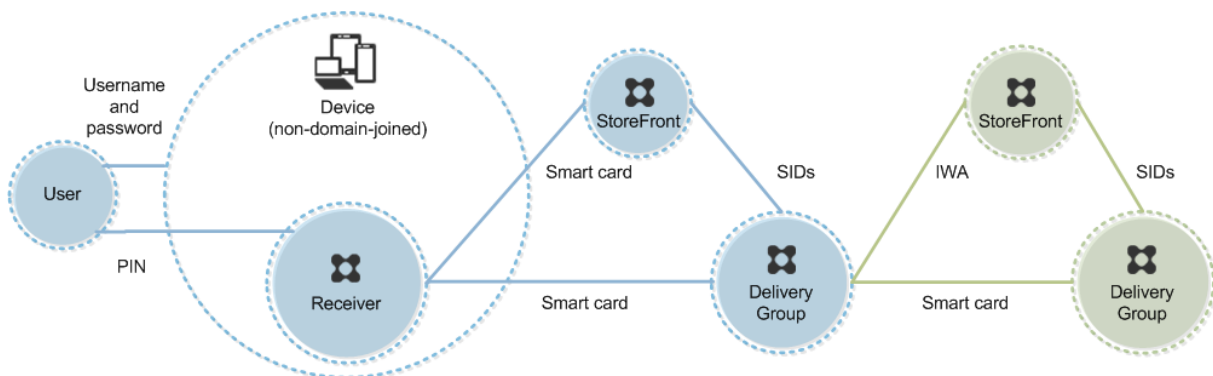 Username
and
password
Device
(non-domain-joined)
User
PIN
Receiver
StoreFront
Smart card
SIDs
Smart card
Delivery
Group
StoreFront
IWA
SIDs
Smart card
Delivery
Group